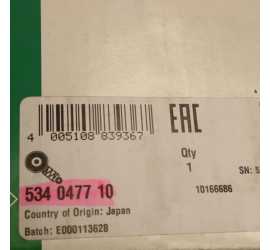 EAC
4 005108 839367
Qty
1
SN: 5
10166686
534 0477 10
Country of Origin: Japan
Batch: E000113628